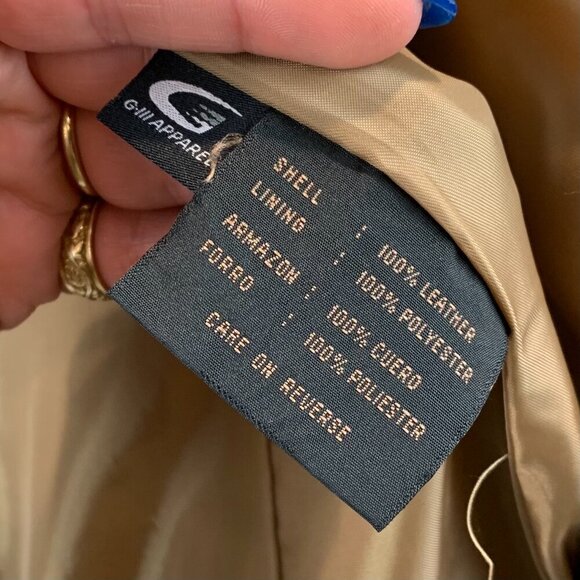 G
G-III APPAREL
SHELL : 100% LEATHER
LINING : 100% POLYESTER
ARMAZON : 100% CUERO
FORRO : 100% POLIESTER
CARE ON REVERSE